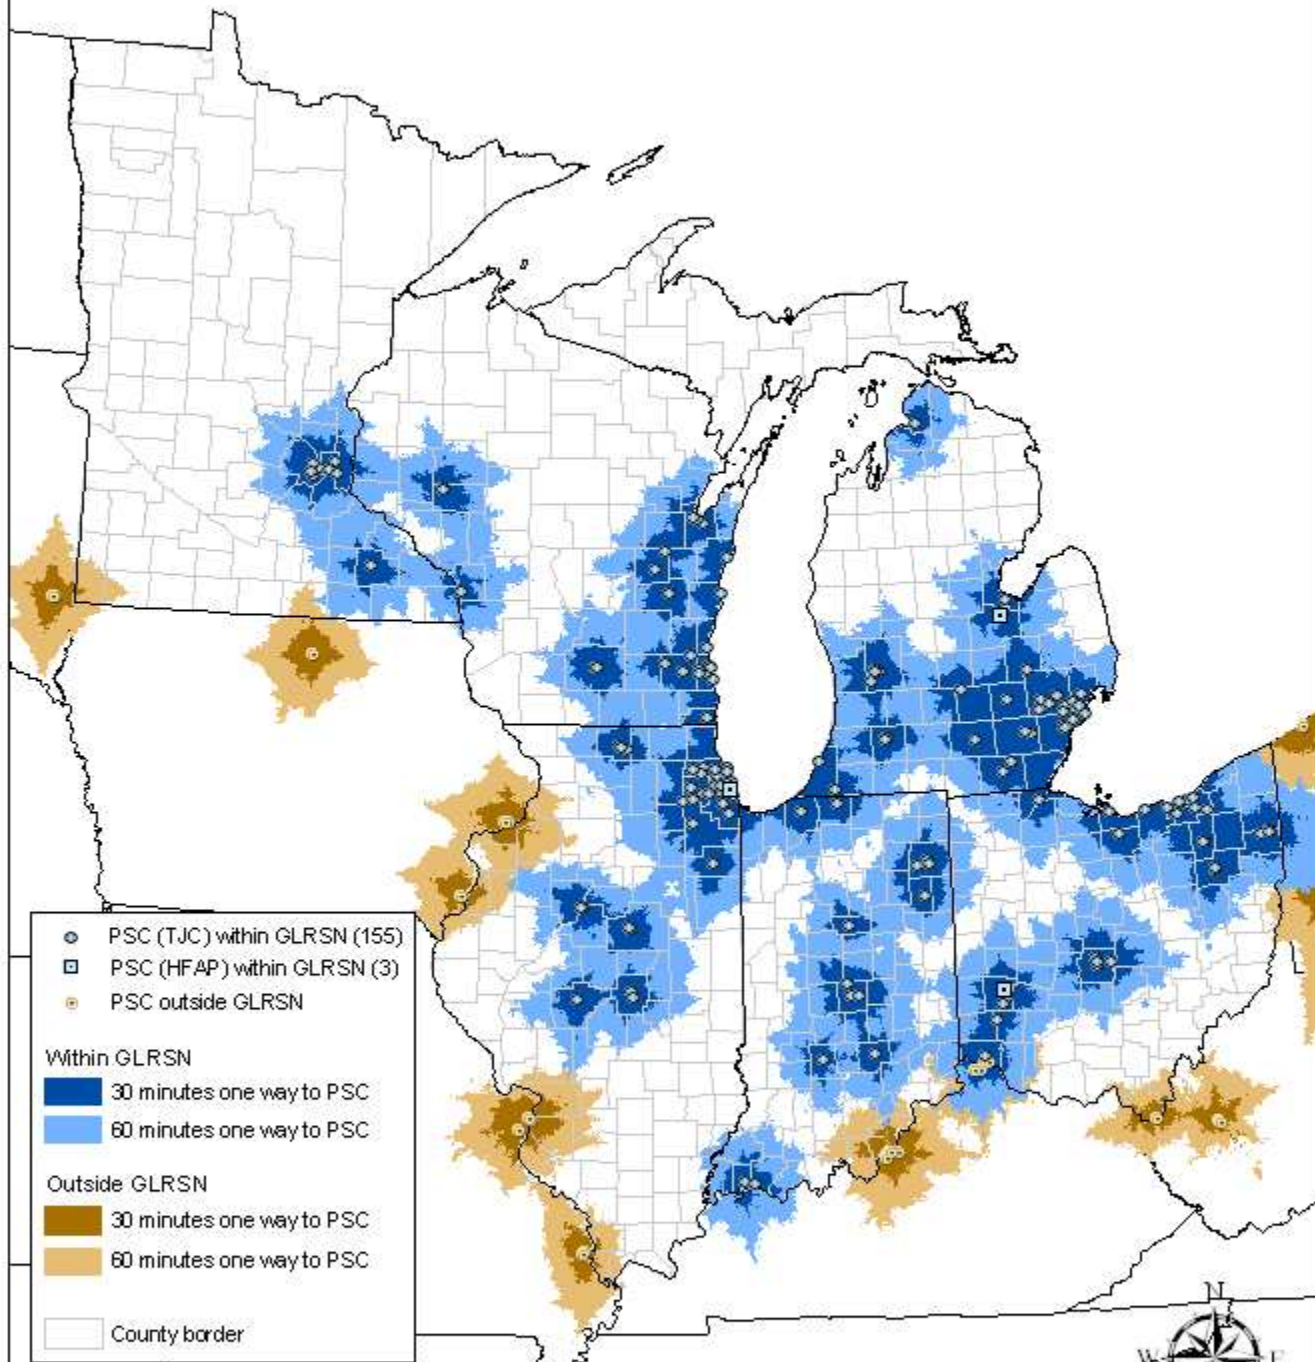 PSC (TJC) within GLRSN (155)
PSC (HFAP) within GLRSN (3)
PSC outside GLRSN
Within GLRSN
30 minutes one way to PSC
60 minutes one way to PSC
Outside GLRSN
30 minutes one way to PSC
60 minutes one way to PSC
County border
N
W E